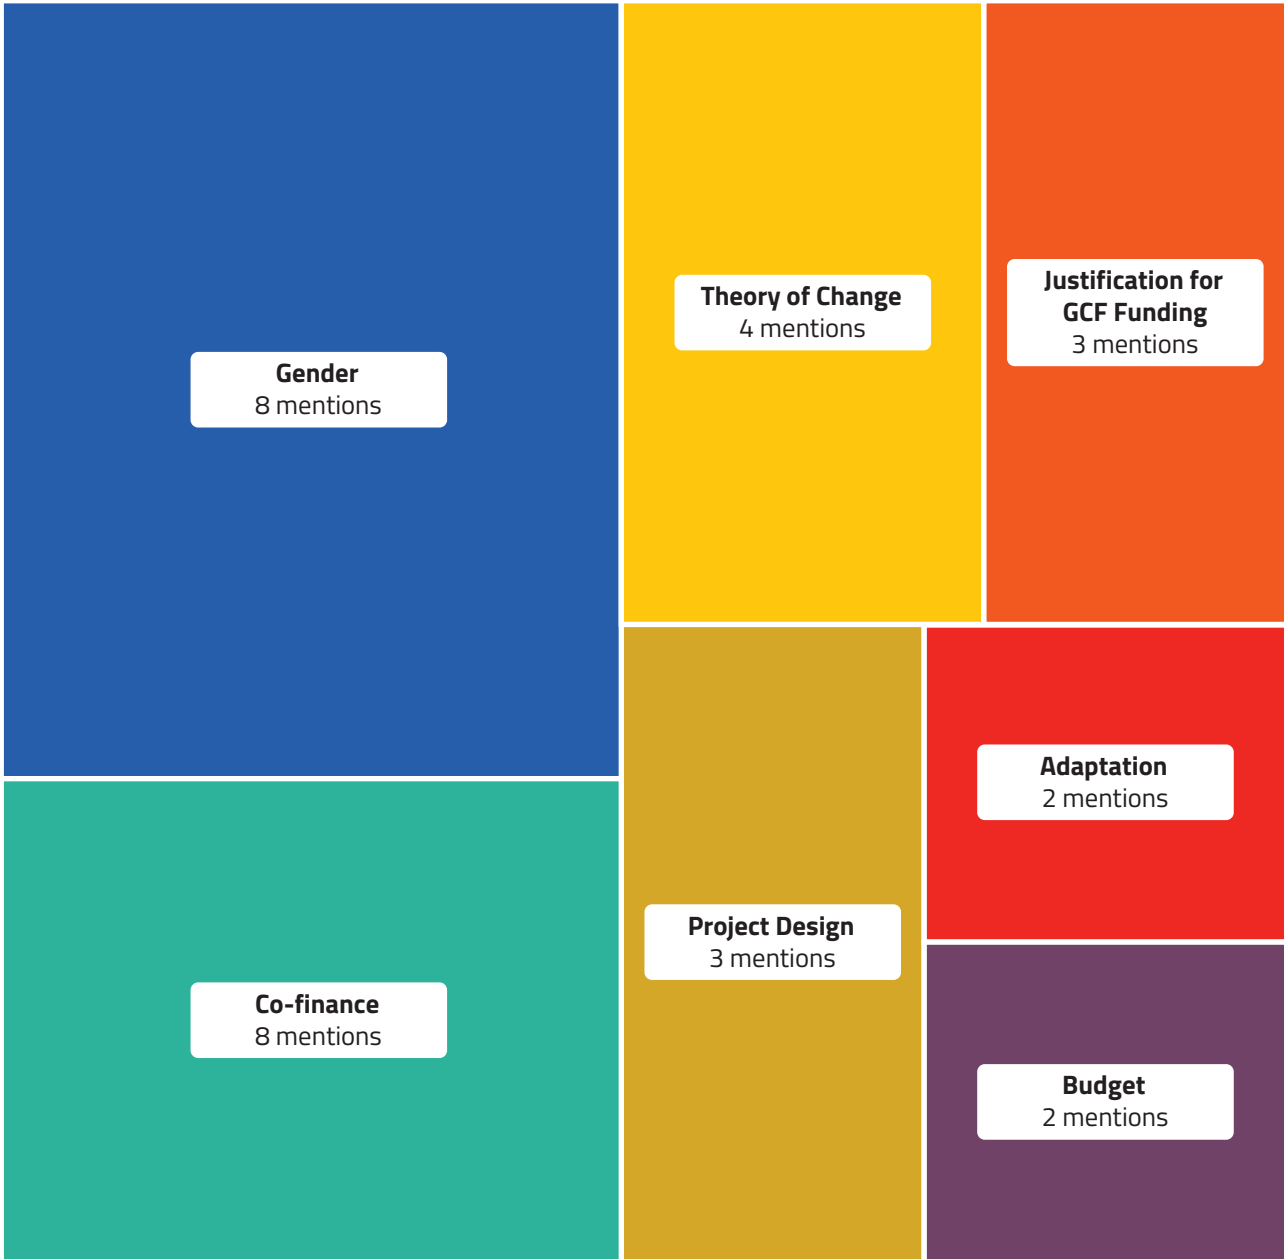 Gender
8 mentions
Theory of Change
4 mentions
Justification for
GCF Funding
3 mentions
Co-finance
8 mentions
Project Design
3 mentions
Adaptation
2 mentions
Budget
2 mentions